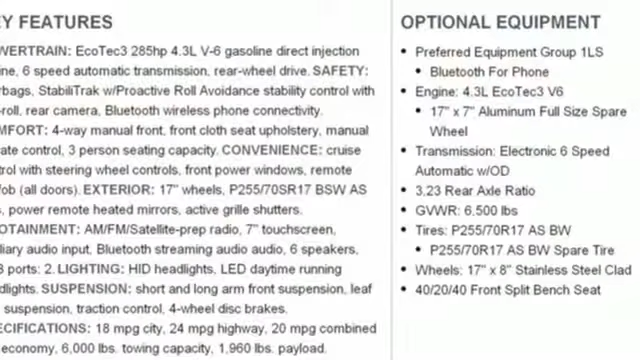 Y FEATURES
WERTRAIN: EcoTec3 285hp 4.3L V-6 gasoline direct injection
ine, 6 speed automatic transmission, rear-wheel drive. SAFETY:
rbags, StabiliTrak w/Proactive Roll Avoidance stability control with
-roll, rear camera, Bluetooth wireless phone connectivity.
MFORT: 4-way manual front, front cloth seat upholstery, manual
ate control, 3 person seating capacity. CONVENIENCE: cruise
trol with steering wheel controls, front power windows, remote
fob (all doors). EXTERIOR: 17" wheels, P255/70SR17 BSW AS
s, power remote heated mirrors, active grille shutters.
OTAINMENT: AM/FM/Satellite-prep radio, 7" touchscreen,
iliary audio input, Bluetooth streaming audio audio, 6 speakers,
B ports: 2. LIGHTING: HID headlights, LED daytime running
dlights. SUSPENSION: short and long arm front suspension, leaf
suspension, traction control, 4-wheel disc brakes.
ECIFICATIONS: 18 mpg city, 24 mpg highway, 20 mpg combined
economy, 6,000 lbs. towing capacity, 1,960 lbs. payload.
OPTIONAL EQUIPMENT
• Preferred Equipment Group 1LS
• Bluetooth For Phone
• Engine: 4.3L EcoTec3 V6
• 17" x 7" Aluminum Full Size Spare
Wheel
• Transmission: Electronic 6 Speed
Automatic w/OD
• 3.23 Rear Axle Ratio
• GVWR: 6,500 lbs
• Tires: P255/70R17 AS BW
• P255/70R17 AS BW Spare Tire
• Wheels: 17" x 8" Stainless Steel Clad
• 40/20/40 Front Split Bench Seat